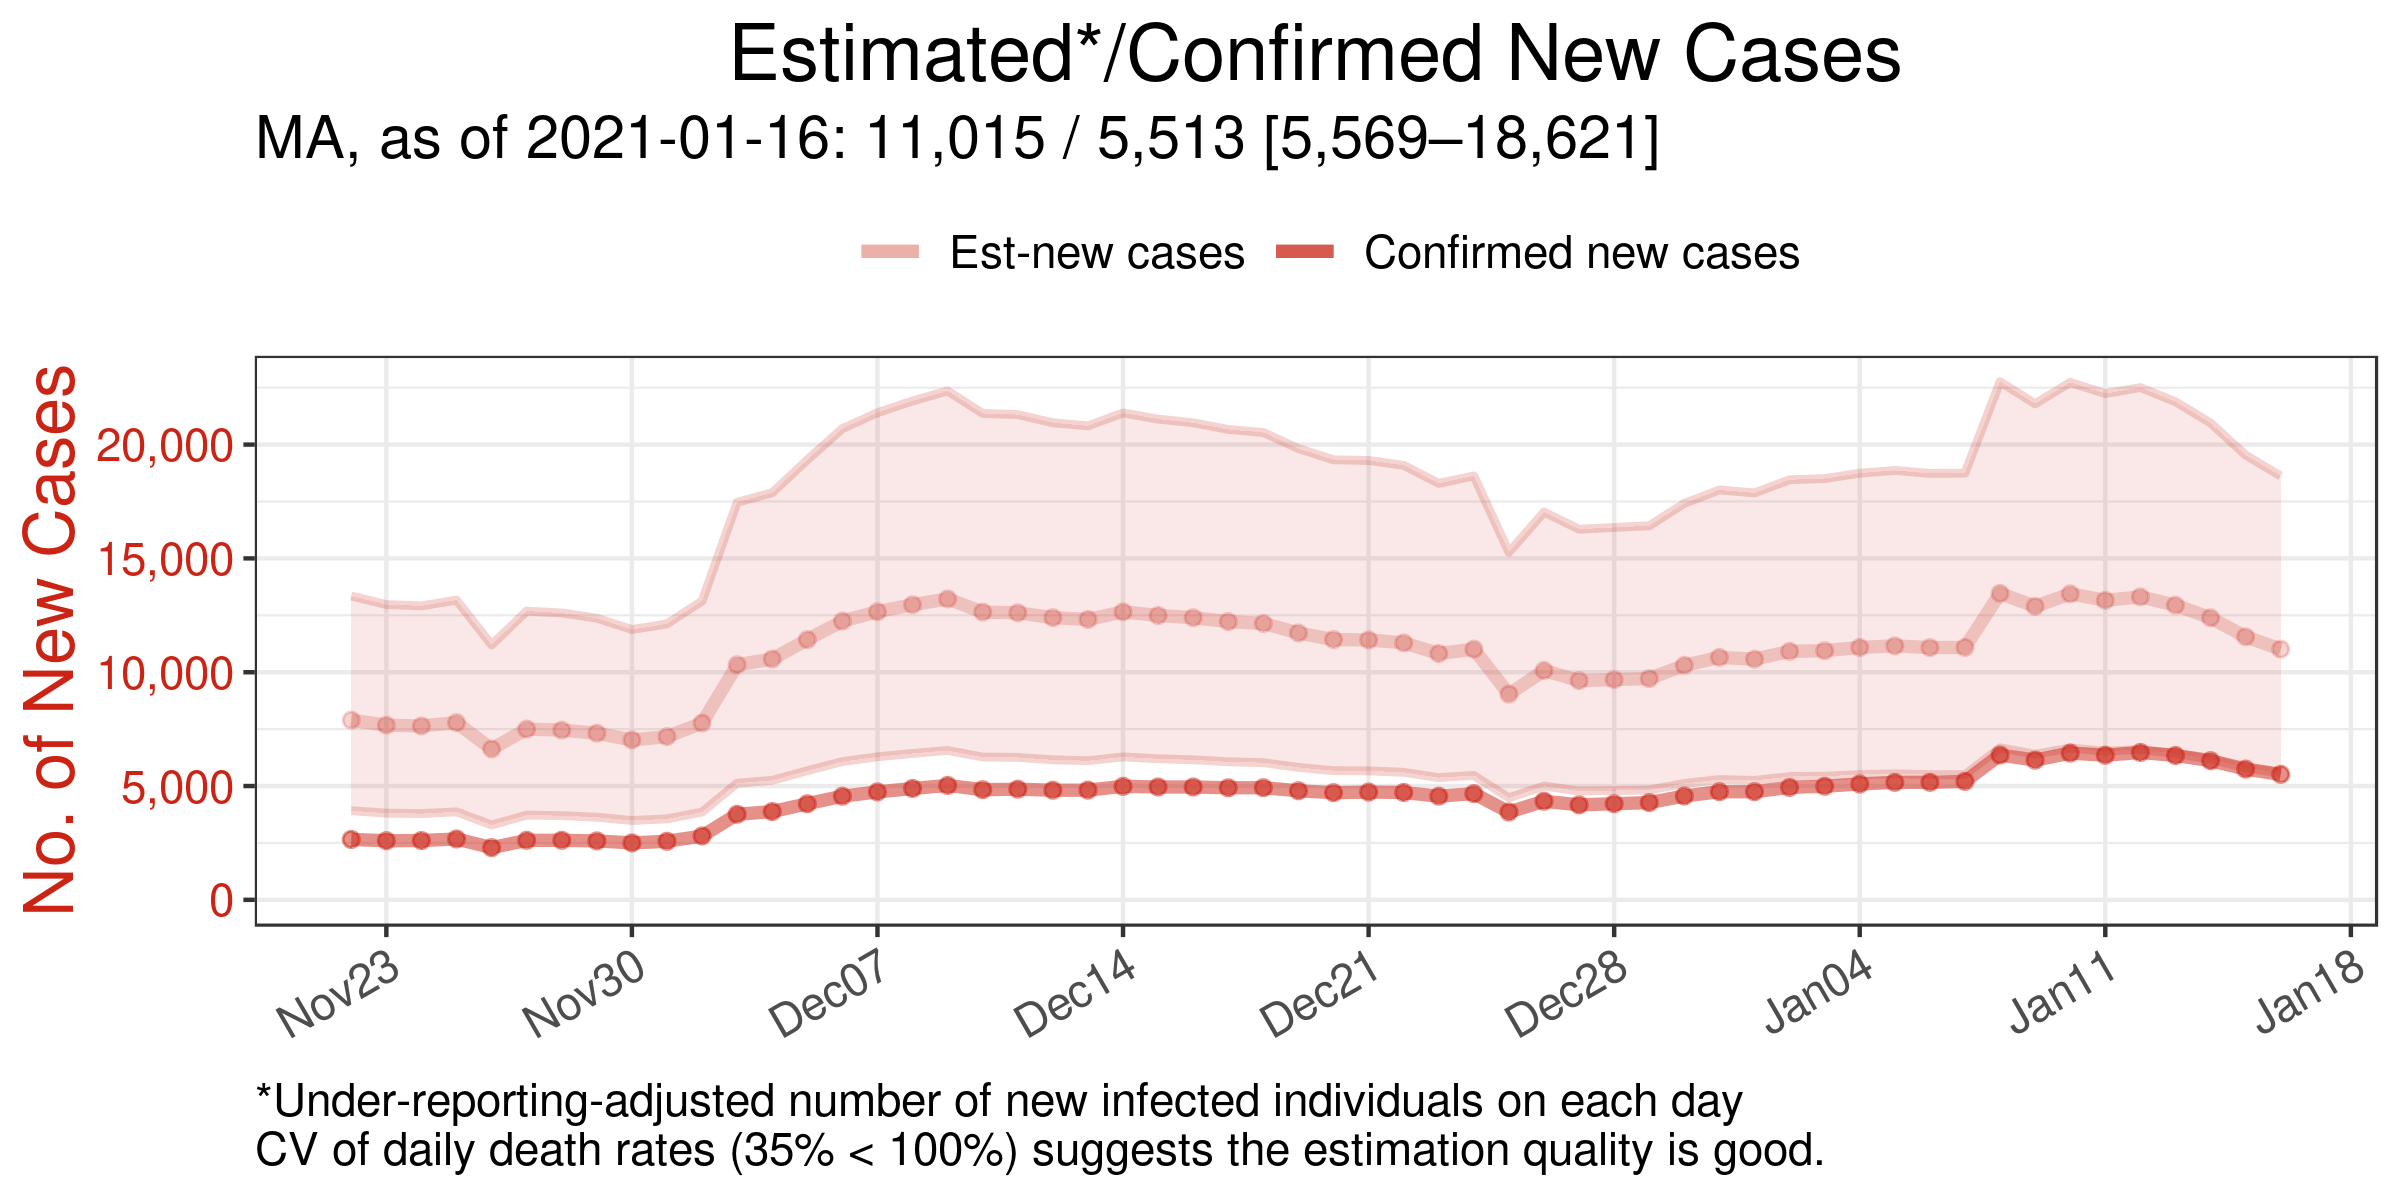 Estimated*/Confirmed New Cases
MA, as of 2021-01-16: 11,015 / 5,513 [5,569–18,621]
Est-new cases
Confirmed new cases
No. of New Cases
20,000
15,000
10,000
5,000
0
Nov23
Nov30
Dec07
Dec14
Dec21
Dec28
Jan04
Jan11
Jan18
*Under-reporting-adjusted number of new infected individuals on each day
CV of daily death rates (35% < 100%) suggests the estimation quality is good.